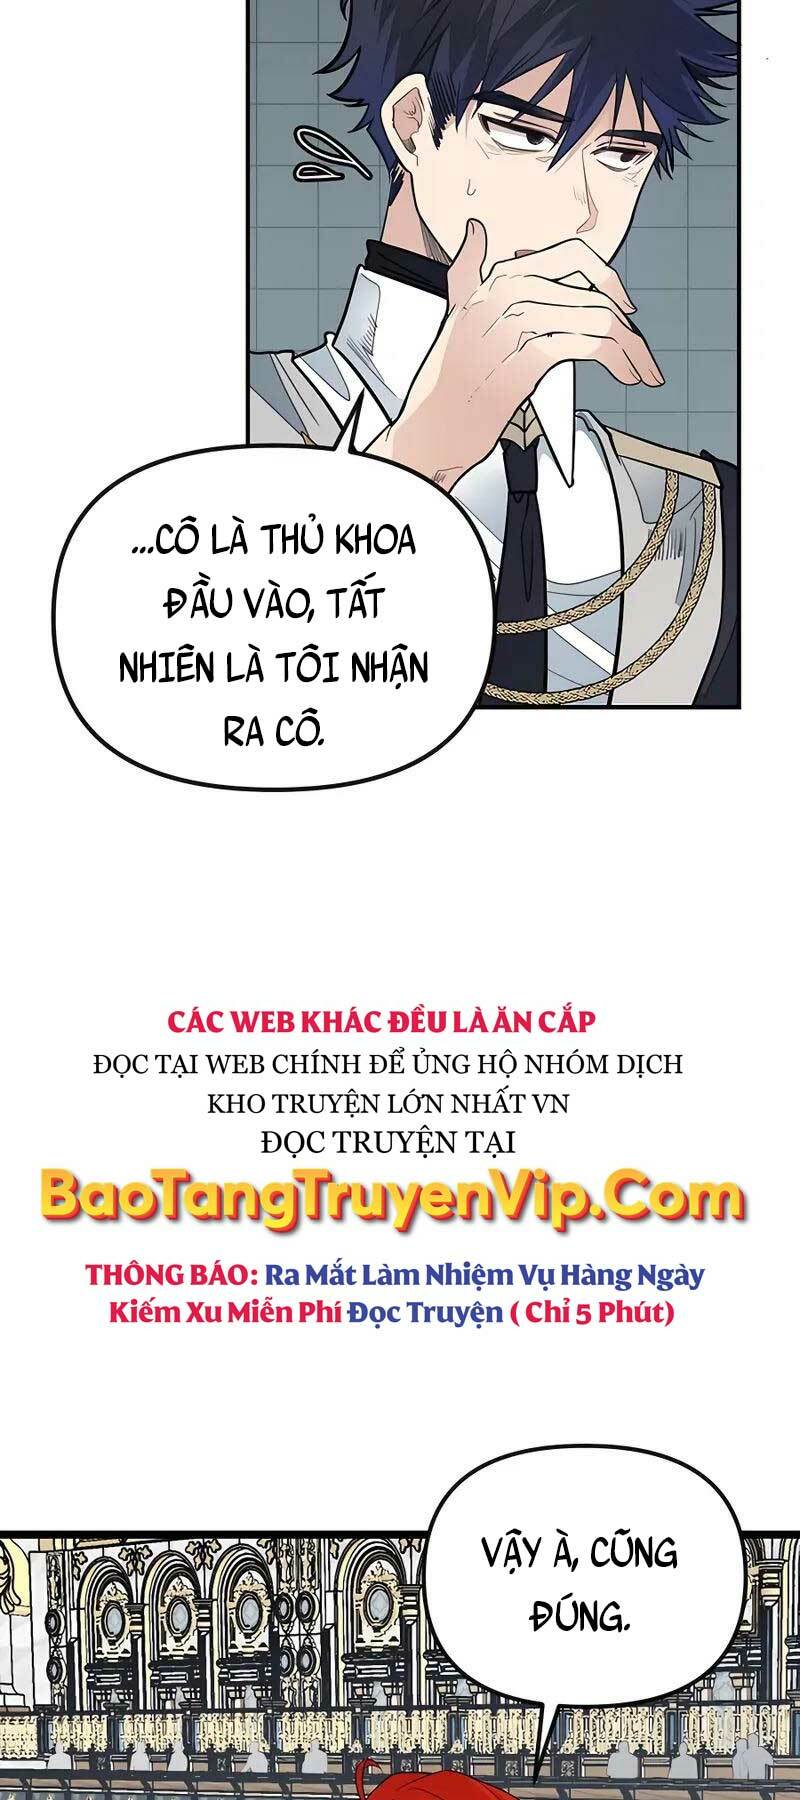 ...CÔ LÀ THỦ KHOA
ĐẦU VÀO, TẤT
NHIÊN LÀ TÔI NHẬN
RA CÔ.
CÁC WEB KHÁC ĐỀU LÀ ĂN CẮP
ĐỌC TẠI WEB CHÍNH ĐỂ ỦNG HỘ NHÓM DỊCH
KHO TRUYỆN LỚN NHẤT VN
ĐỌC TRUYỆN TẠI
BaoTangTruyenVip.Com
THÔNG BÁO: Ra Mắt Làm Nhiệm Vụ Hàng Ngày
Kiếm Xu Miễn Phí Đọc Truyện ( Chỉ 5 Phút)
VẬY À, CŨNG
ĐÚNG.